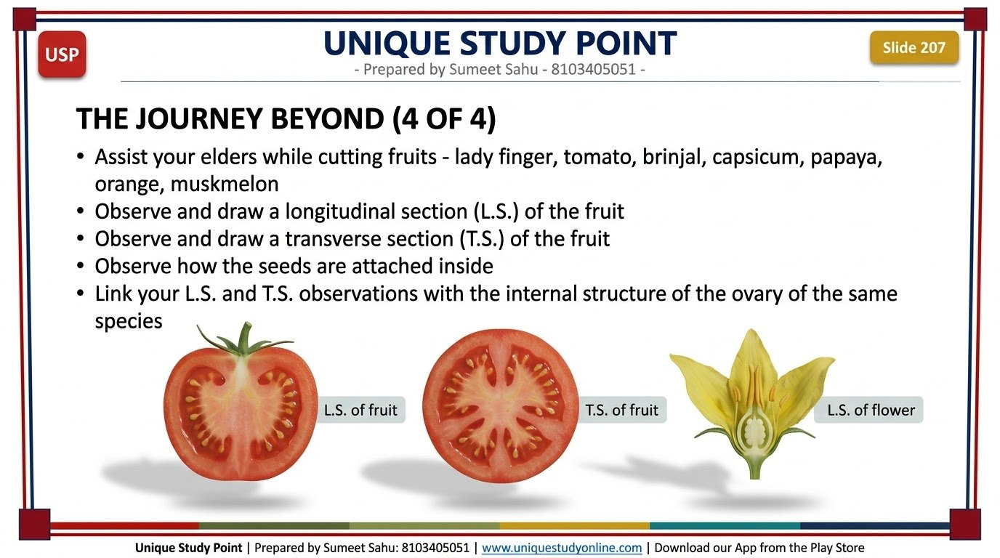 USP
UNIQUE STUDY POINT
Slide 207
- Prepared by Sumeet Sahu - 8103405051 -
THE JOURNEY BEYOND (4 OF 4)
• Assist your elders while cutting fruits - lady finger, tomato, brinjal, capsicum, papaya,
orange, muskmelon
• Observe and draw a longitudinal section (L.S.) of the fruit
• Observe and draw a transverse section (T.S.) of the fruit
• Observe how the seeds are attached inside
• Link your L.S. and T.S. observations with the internal structure of the ovary of the same
species
L.S. of fruit
T.S. of fruit
L.S. of flower
Unique Study Point | Prepared by Sumeet Sahu: 8103405051 | www.uniquestudyonline.com | Download our App from the Play Store